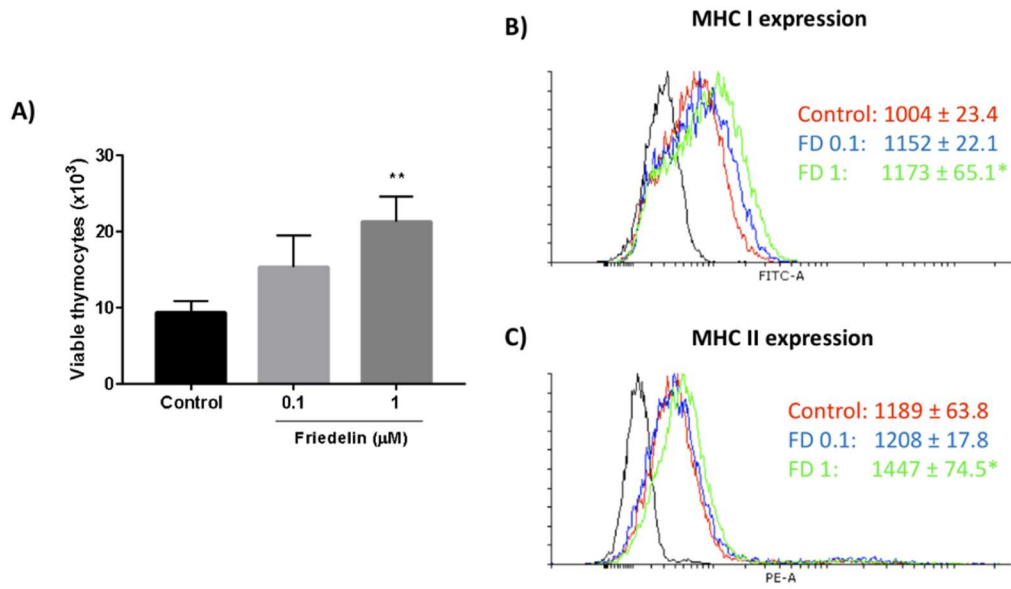 A)
Viable thymocytes (x10³)
30
20
10
0
**
Control
0.1
1
Friedelin (µM)
B)
MHC I expression
Control: 1004 ± 23.4
FD 0.1: 1152 ± 22.1
FD 1: 1173 ± 65.1*
FITC-A
C)
MHC II expression
Control: 1189 ± 63.8
FD 0.1: 1208 ± 17.8
FD 1: 1447 ± 74.5*
PE-A